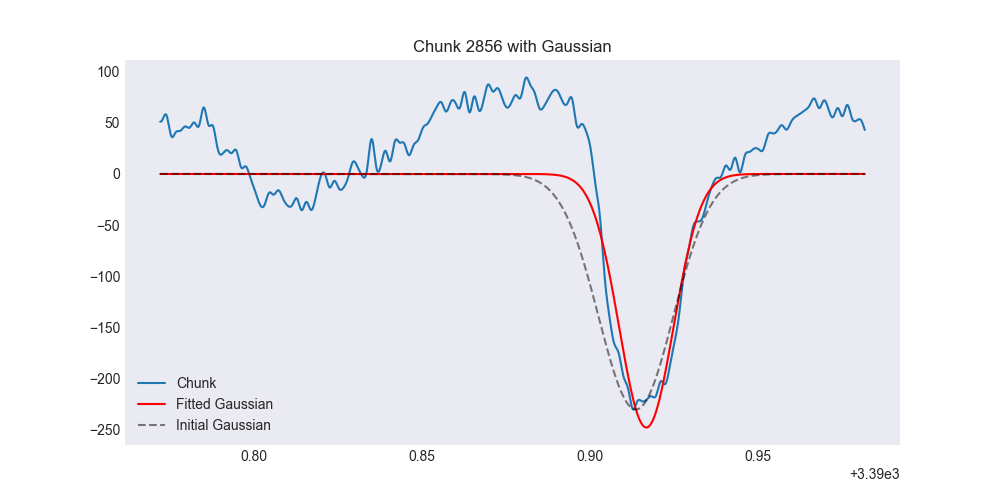 Chunk 2856 with Gaussian
100
50
0
−50
−100
−150
−200
−250
Chunk
Fitted Gaussian
Initial Gaussian
0.80 0.85 0.90 0.95
+3.39e3